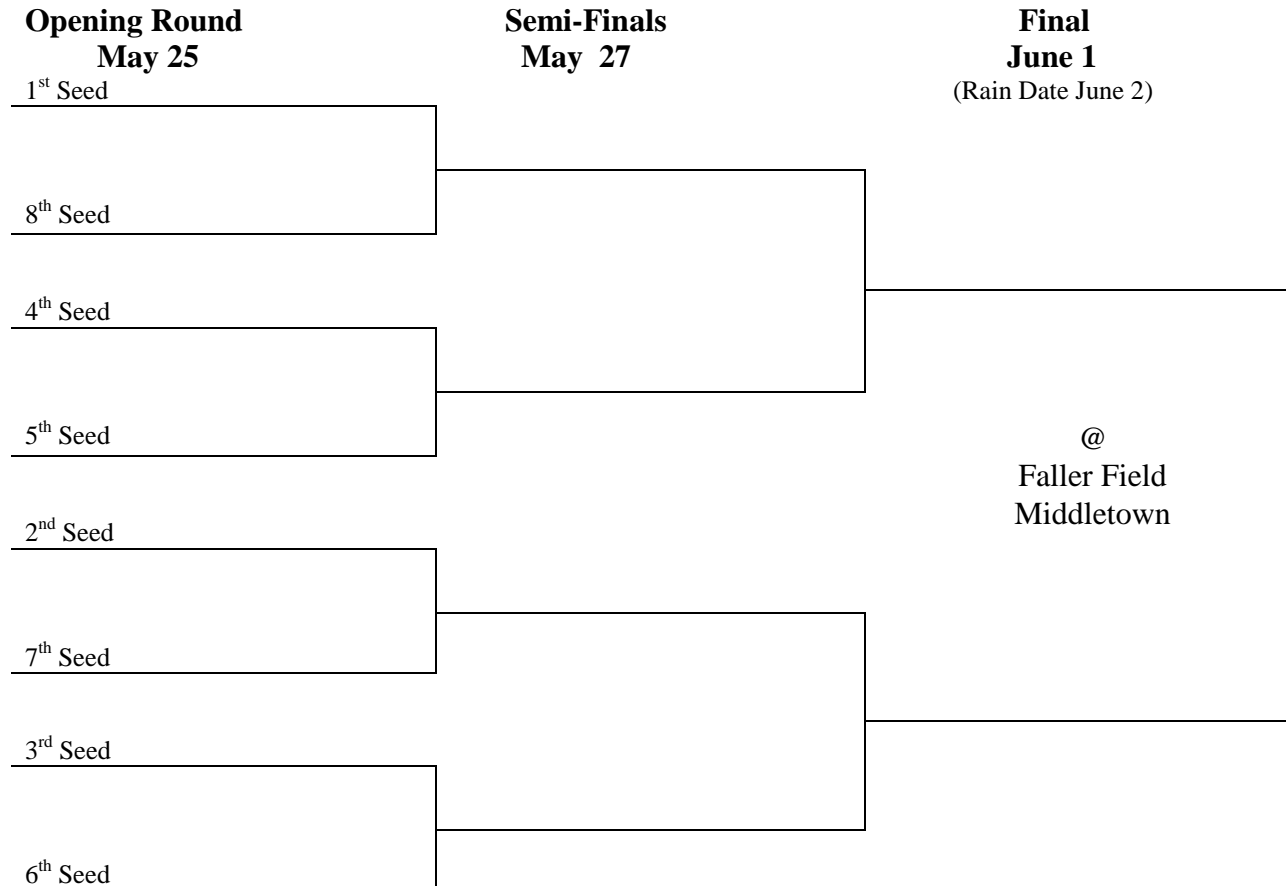 Opening Round
May 25
Semi-Finals
May 27
Final
June 1
(Rain Date June 2)
1st Seed
8th Seed
4th Seed
5th Seed
@
Faller Field
Middletown
2nd Seed
7th Seed
3rd Seed
6th Seed